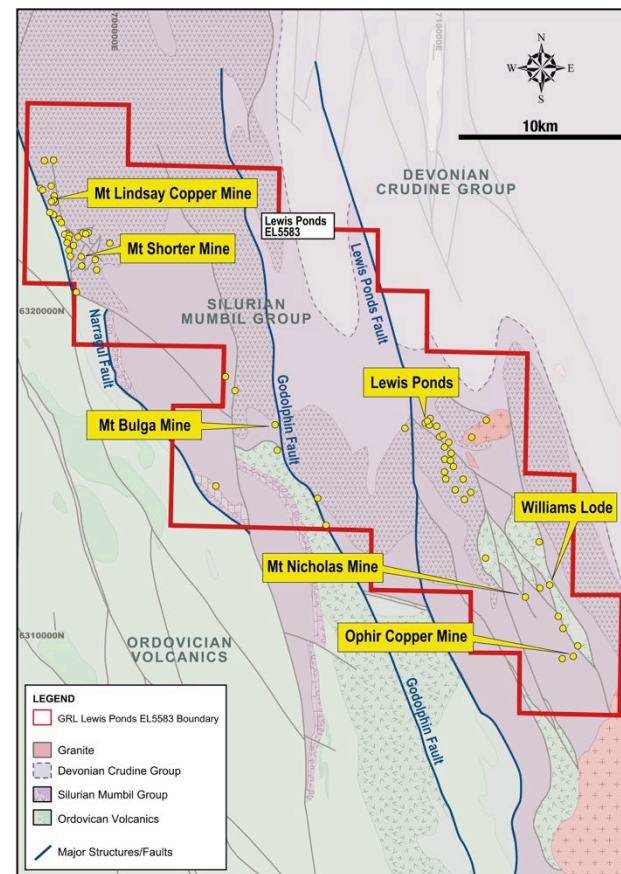 700000E
710000E
N
W
E
S
10km
DEVONIAN
CRUDINE GROUP
Mt Lindsay Copper Mine
Lewis Ponds
EL5583
Mt Shorter Mine
Lewis Ponds Fault
SILURIAN
MUMBIL GROUP
6320000N
Narragul Fault
Godolphin Fault
Lewis Ponds
Mt Bulga Mine
Williams Lode
Mt Nicholas Mine
Ophir Copper Mine
6310000N
ORDOVICIAN
VOLCANICS
Godolphin Fault
LEGEND
GRL Lewis Ponds EL5583 Boundary
Granite
Devonian Crudine Group
Silurian Mumbil Group
Ordovican Volcanics
Major Structures/Faults